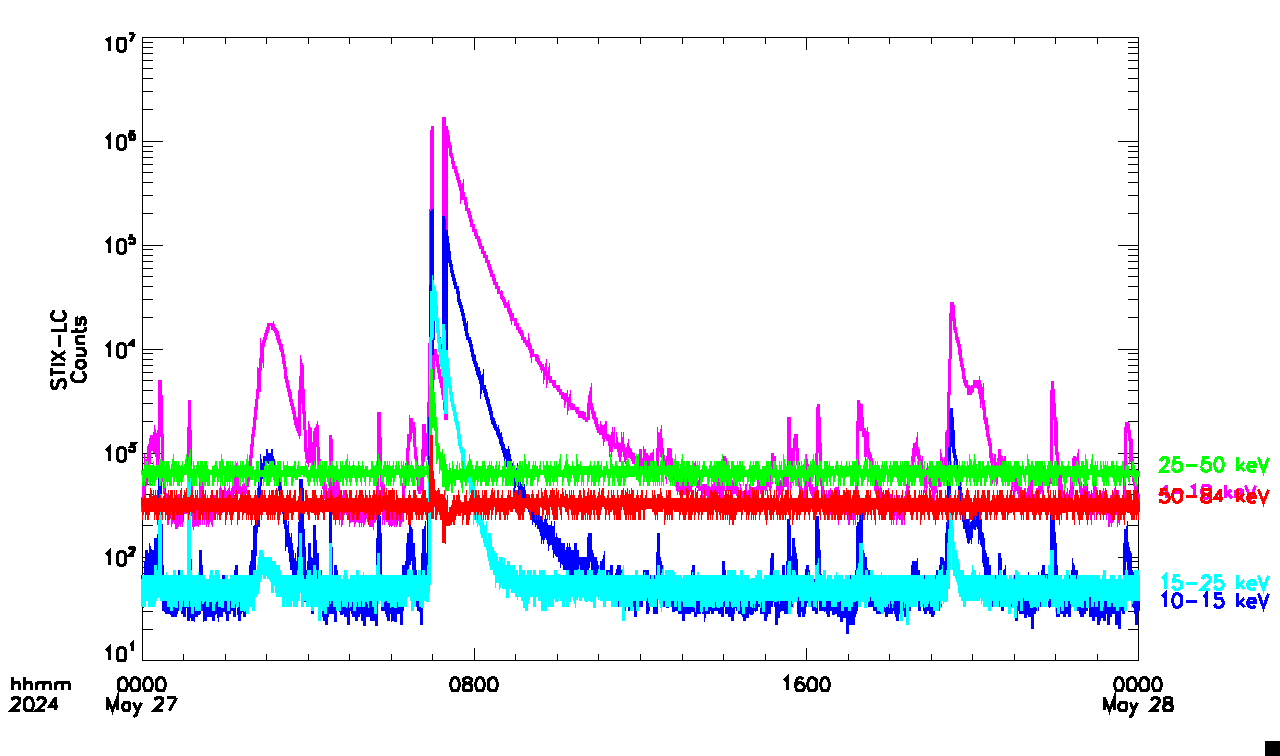 10⁷
10⁶
10⁵
10⁴
10³
10²
10¹
STIX-LC
Counts
25-50 keV
50-84 keV
15-25 keV
10-15 keV
hhmm 0000 0800 1600 0000
2024 May 27 May 28